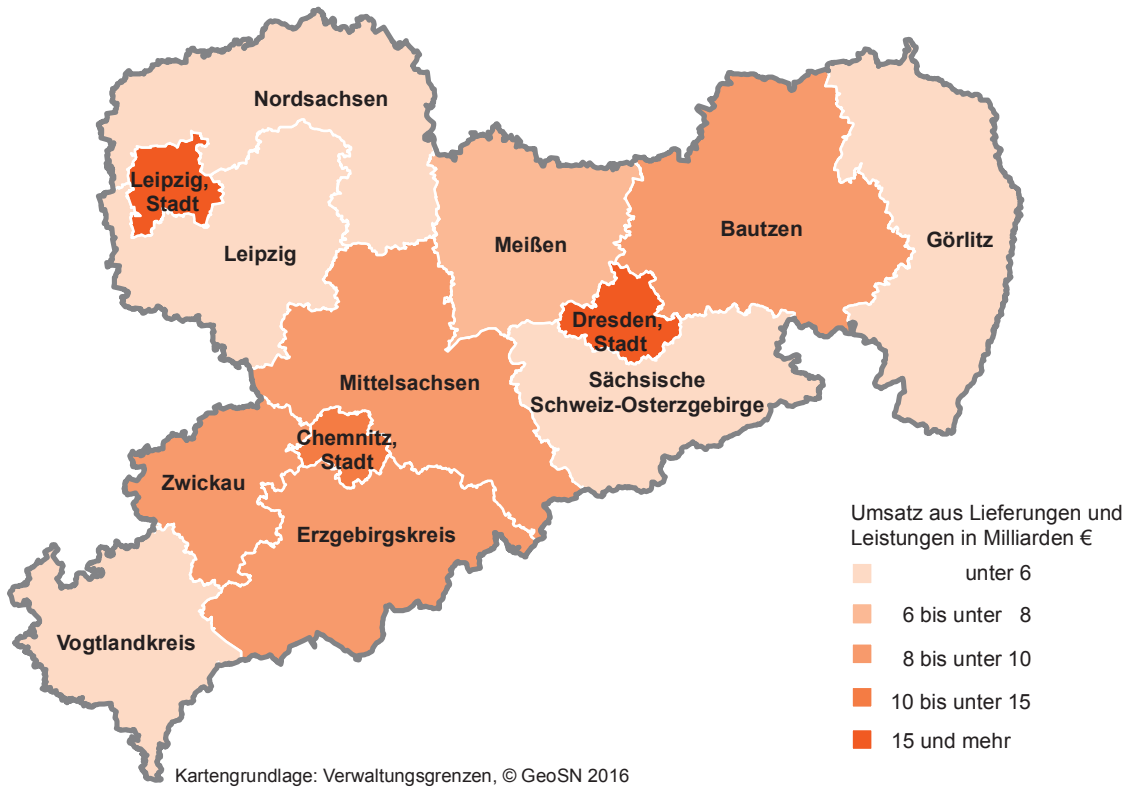 Nordsachsen
Leipzig,
Stadt
Leipzig
Meißen
Bautzen
Görlitz
Dresden,
Stadt
Sächsische
Schweiz-Osterzgebirge
Mittelsachsen
Chemnitz,
Stadt
Zwickau
Erzgebirgskreis
Vogtlandkreis
Umsatz aus Lieferungen und
Leistungen in Milliarden €
unter 6
6 bis unter 8
8 bis unter 10
10 bis unter 15
15 und mehr
Kartengrundlage: Verwaltungsgrenzen, © GeoSN 2016